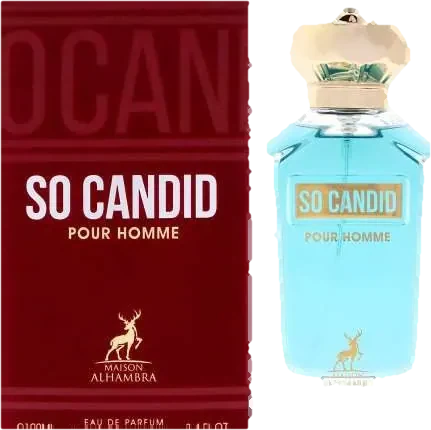 OCAN
SO CANDID
POUR HOMME
MAISON
ALHAMBRA
EAU DE PARFUM
SO CANDID
POUR HOMME